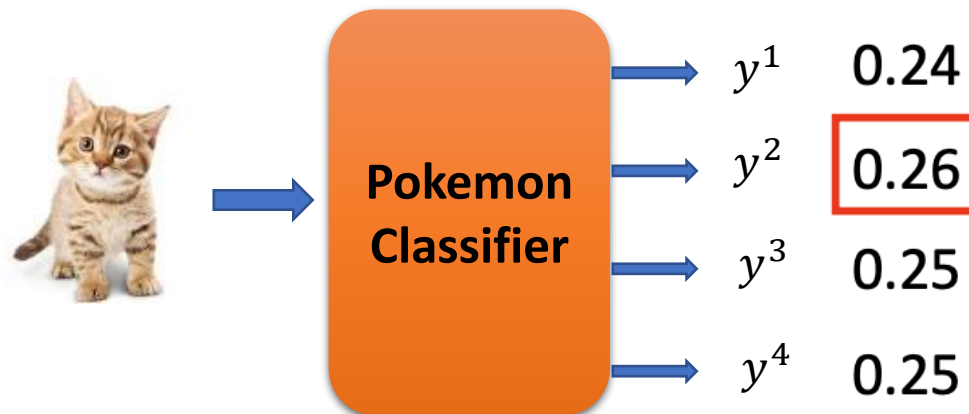 Pokemon
Classifier
y¹ 0.24
y² 0.26
y³ 0.25
y⁴ 0.25